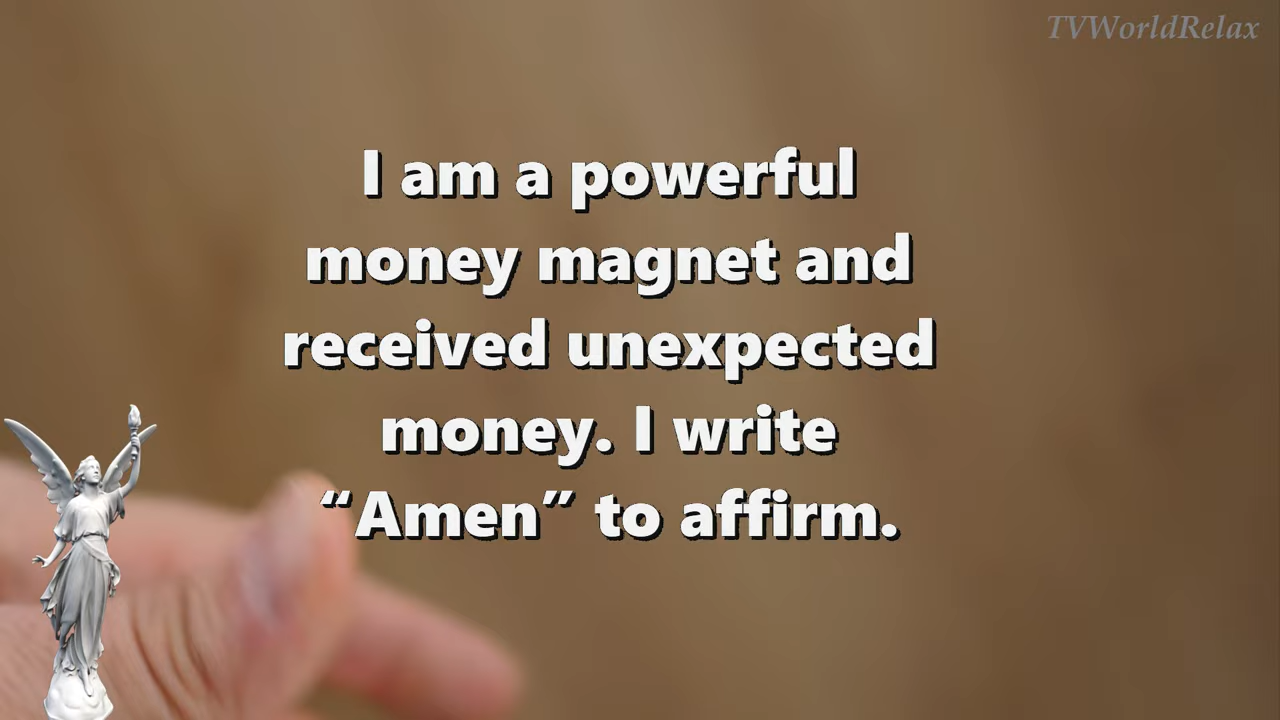 TVWorldRelax
I am a powerful
money magnet and
received unexpected
money. I write
“Amen” to affirm.